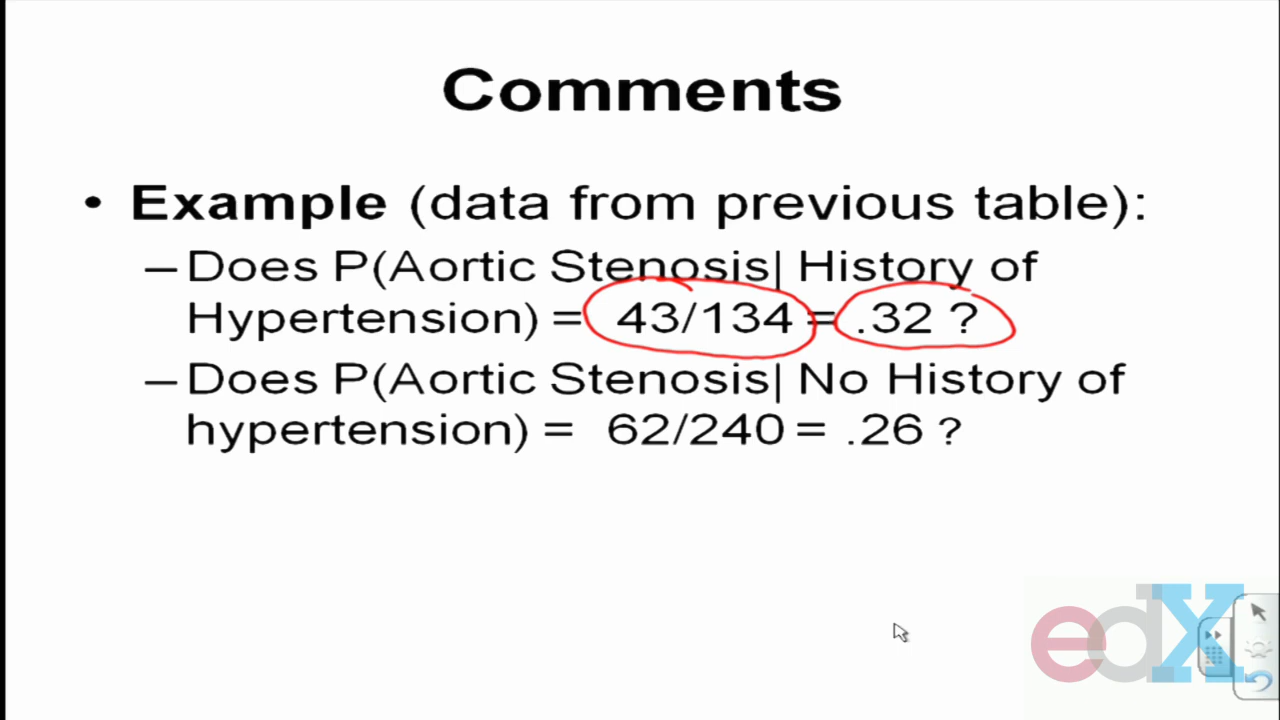 Comments
• Example (data from previous table):
– Does P(Aortic Stenosis| History of
Hypertension) = 43/134 = .32 ?
– Does P(Aortic Stenosis| No History of
hypertension) = 62/240 = .26 ?
edX